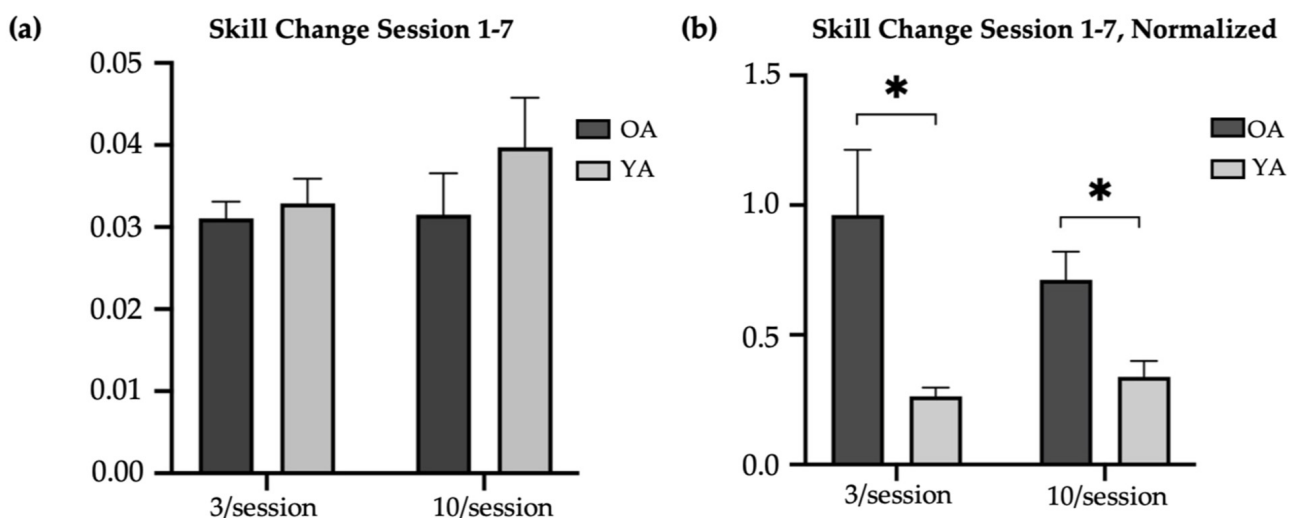 (a)
Skill Change Session 1-7
0.05
0.04
0.03
0.02
0.01
0.00
3/session
10/session
OA
YA
(b)
Skill Change Session 1-7, Normalized
1.5
1.0
0.5
0.0
*
*
3/session
10/session
OA
YA